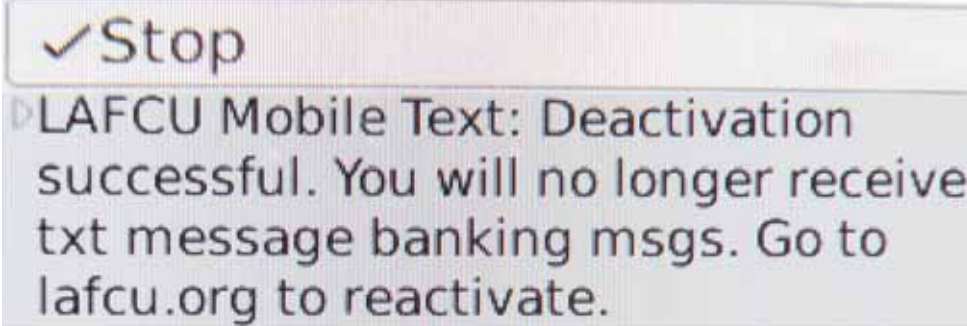 ✓Stop
LAFCU Mobile Text: Deactivation
successful. You will no longer receive
txt message banking msgs. Go to
lafcu.org to reactivate.